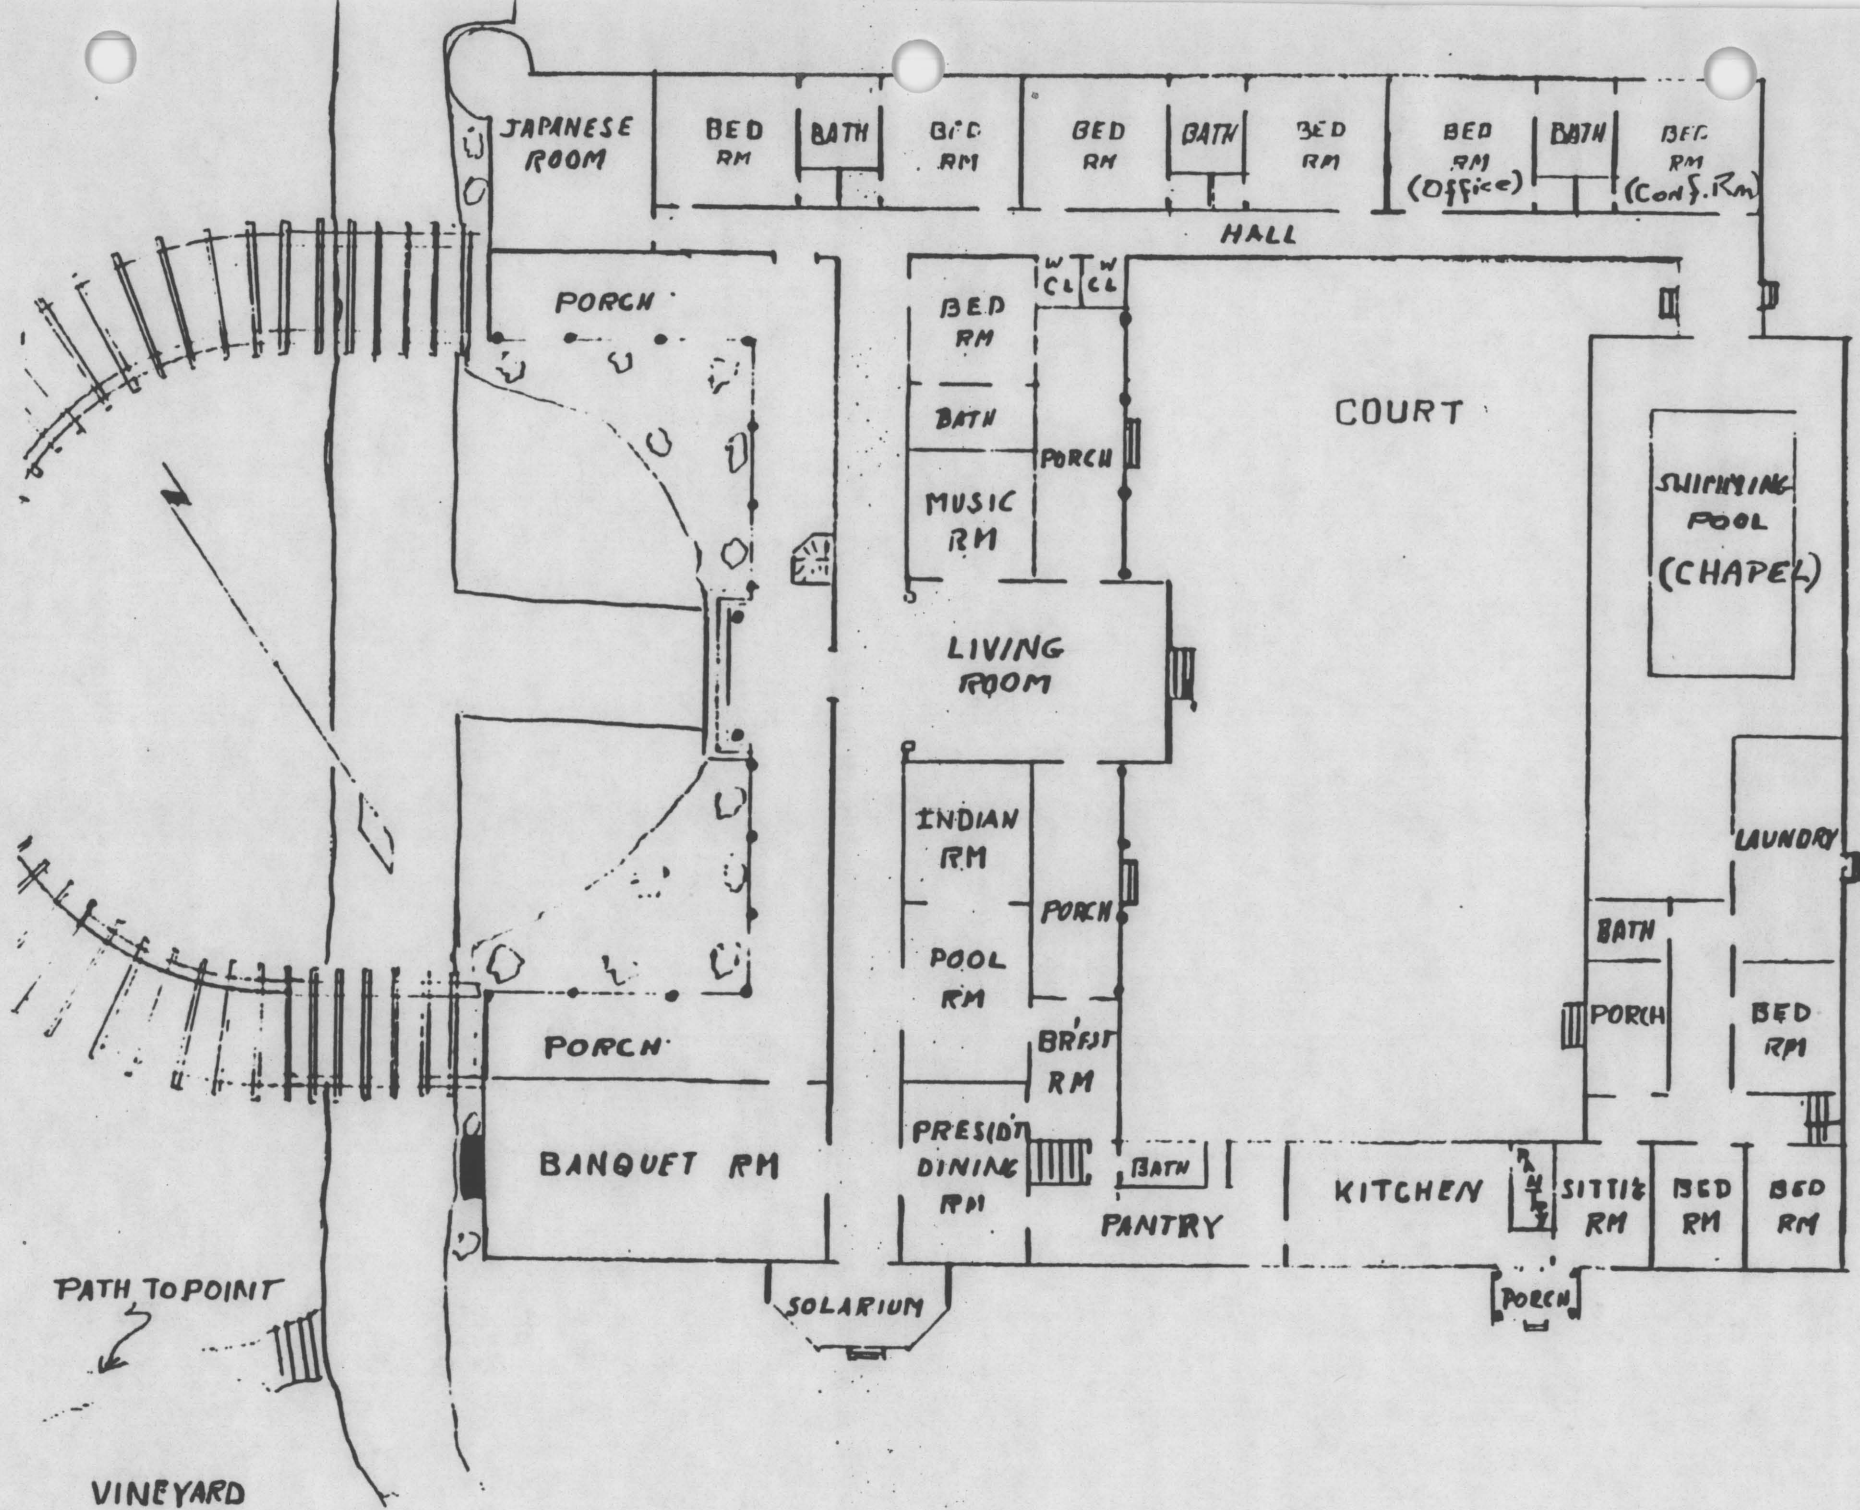 JAPANESE
ROOM
BED
RM
BATH
BED
RM
BED
RM
BATH
BED
RM
BED
RM
(Office)
BATH
BED
RM
(Conf. Rm)
HALL
PORCH
BED
RM
W
CL
W
CL
BATH
PORCH
MUSIC
RM
COURT
SWIMMING
POOL
(CHAPEL)
N
LIVING
ROOM
INDIAN
RM
LAUNDRY
PORCH
POOL
RM
BATH
PORCH
BED
RM
PORCH
BR'FST
RM
BANQUET RM
PRESID'T
DINING
RM
BATH
PANTRY
KITCHEN
PANTRY
SITTI'G
RM
BED
RM
BED
RM
SOLARIUM
PORCH
PATH TO POINT
VINEYARD